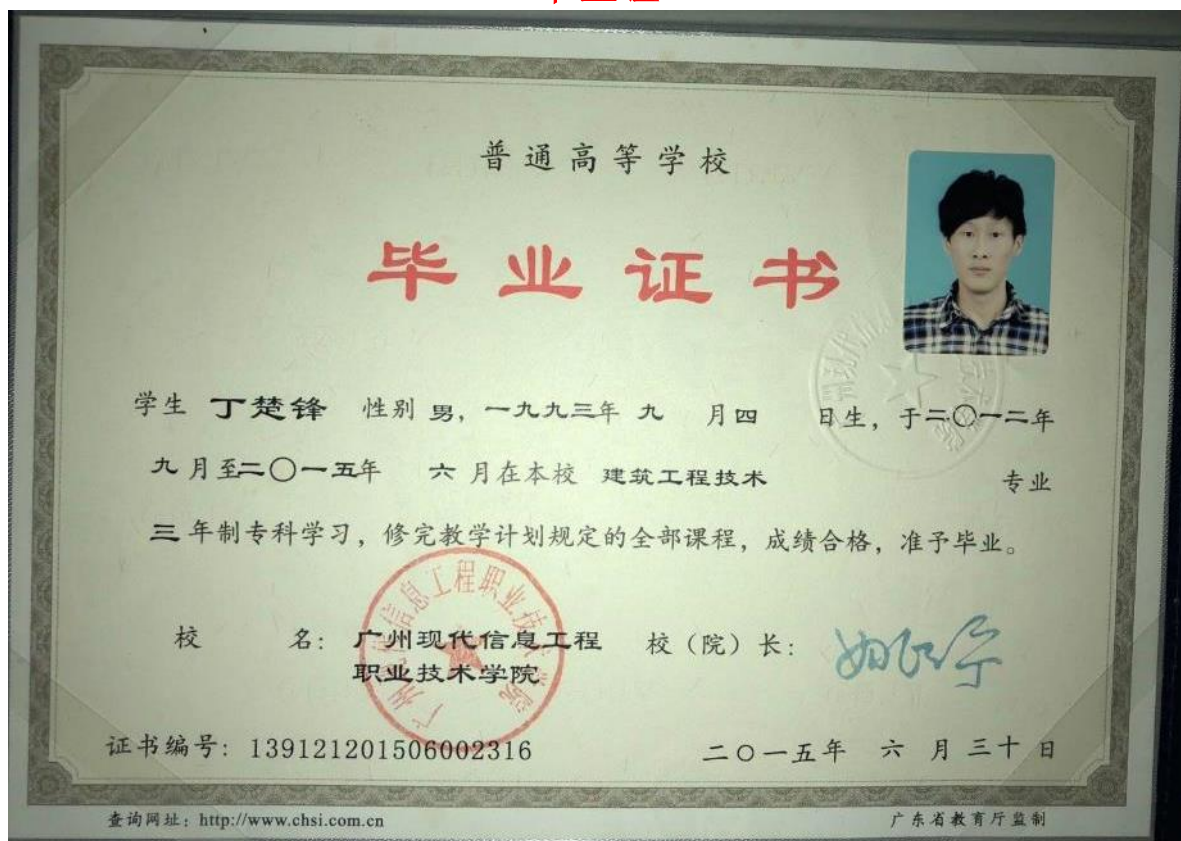 普通高等学校
毕业证书
学生 丁楚锋 性别 男，一九九三年 九 月四 日生，于二〇一二年
九 月至二〇一五年 六 月在本校 建筑工程技术 专业
三 年制专科学习，修完教学计划规定的全部课程，成绩合格，准予毕业。
校 名： 广州现代信息工程 校（院）长：
职业技术学院
证书编号：139121201506002316 二〇一五年 六 月 三十 日
查询网址：http://www.chsi.com.cn 广东省教育厅监制